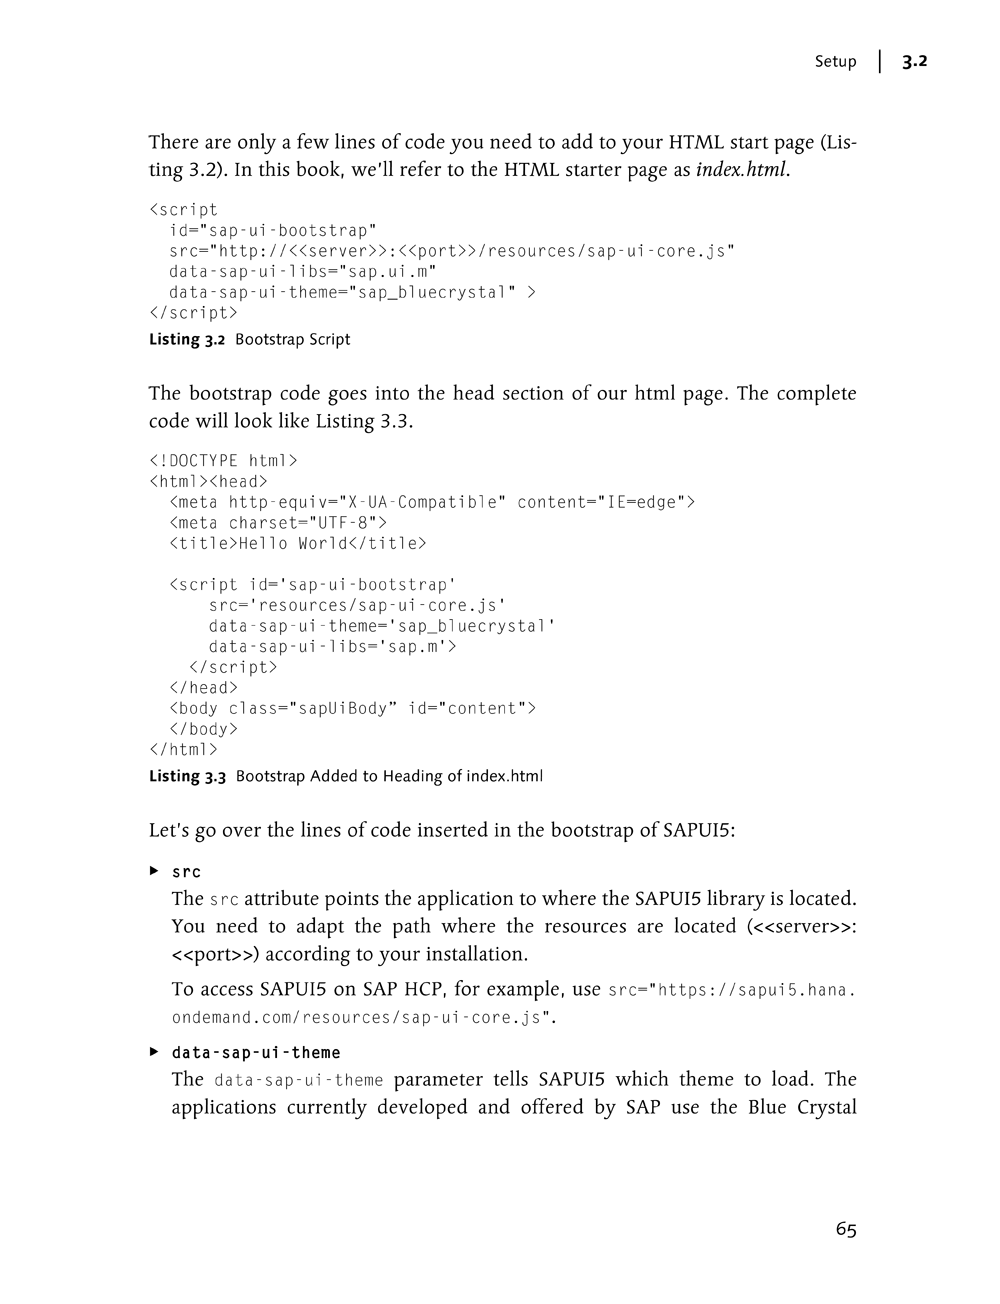 Setup | 3.2
There are only a few lines of code you need to add to your HTML start page (Lis-
ting 3.2). In this book, we'll refer to the HTML starter page as index.html.
<script
  id="sap-ui-bootstrap"
  src="http://<<server>>:<<port>>/resources/sap-ui-core.js"
  data-sap-ui-libs="sap.ui.m"
  data-sap-ui-theme="sap_bluecrystal" >
</script>
Listing 3.2 Bootstrap Script
The bootstrap code goes into the head section of our html page. The complete
code will look like Listing 3.3.
<!DOCTYPE html>
<html><head>
  <meta http-equiv="X-UA-Compatible" content="IE=edge">
  <meta charset="UTF-8">
  <title>Hello World</title>
  <script id='sap-ui-bootstrap'
      src='resources/sap-ui-core.js'
      data-sap-ui-theme='sap_bluecrystal'
      data-sap-ui-libs='sap.m'>
    </script>
  </head>
  <body class="sapUiBody” id="content">
  </body>
</html>
Listing 3.3 Bootstrap Added to Heading of index.html
Let's go over the lines of code inserted in the bootstrap of SAPUI5:
▶ src
The src attribute points the application to where the SAPUI5 library is located.
You need to adapt the path where the resources are located (<<server>>:
<<port>>) according to your installation.
To access SAPUI5 on SAP HCP, for example, use src="https://sapui5.hana.
ondemand.com/resources/sap-ui-core.js".
▶ data-sap-ui-theme
The data-sap-ui-theme parameter tells SAPUI5 which theme to load. The
applications currently developed and offered by SAP use the Blue Crystal
65